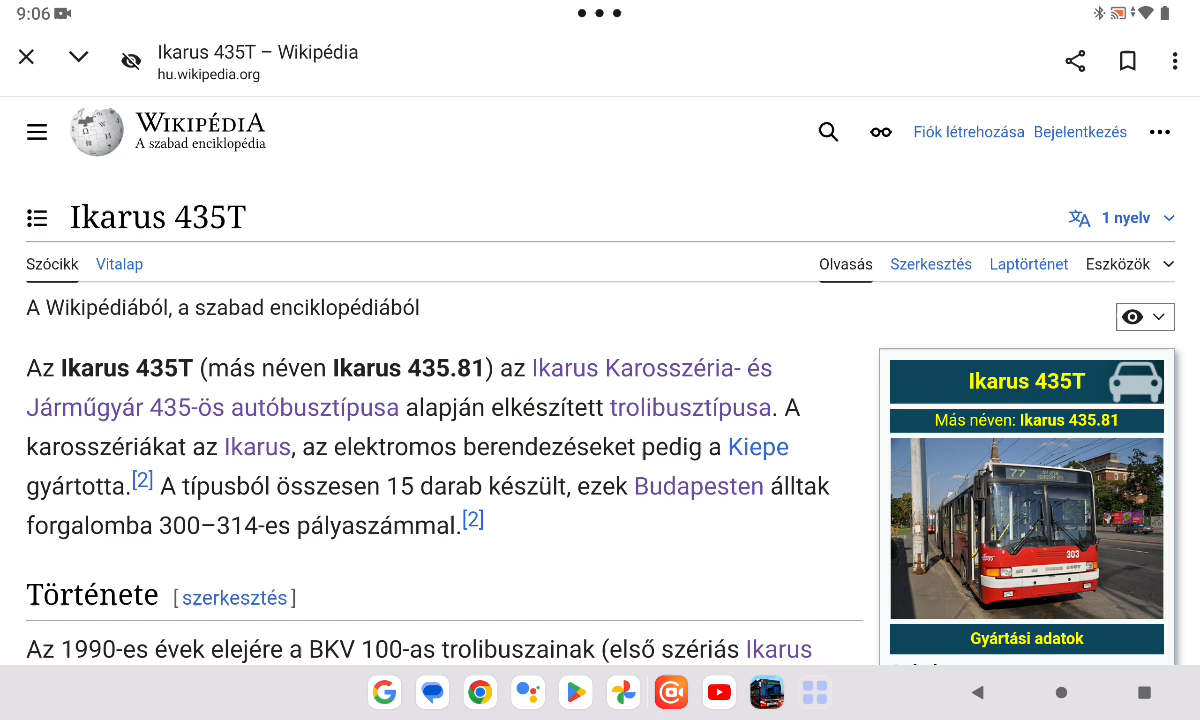 9:06
Ikarus 435T – Wikipédia
hu.wikipedia.org
WIKIPÉDIA
A szabad enciklopédia
Fiók létrehozása Bejelentkezés
Ikarus 435T
1 nyelv
Szócikk Vitalap
Olvasás Szerkesztés Laptörténet Eszközök
A Wikipédiából, a szabad enciklopédiából
Az Ikarus 435T (más néven Ikarus 435.81) az Ikarus Karosszéria- és
Járműgyár 435-ös autóbusztípusa alapján elkészített trolibusztípusa. A
karosszériákat az Ikarus, az elektromos berendezéseket pedig a Kiepe
gyártotta.[2] A típusból összesen 15 darab készült, ezek Budapesten álltak
forgalomba 300–314-es pályaszámmal.[2]
Története [szerkesztés]
Az 1990-es évek elejére a BKV 100-as trolibuszainak (első szériás Ikarus
Ikarus 435T
Más néven: Ikarus 435.81
77
303
Gyártási adatok